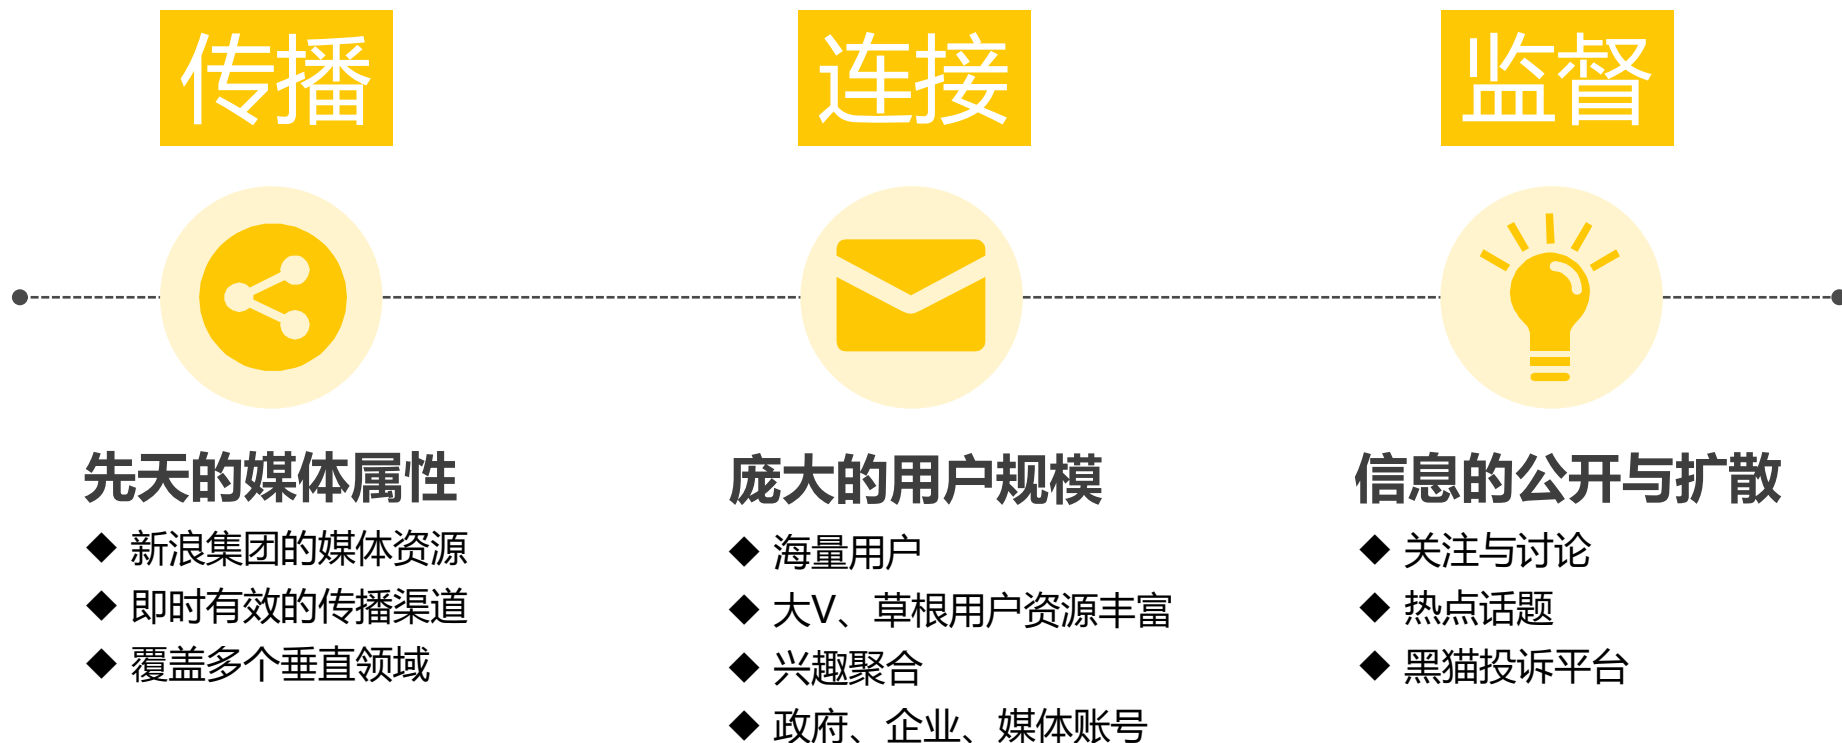 传播
先天的媒体属性
◆ 新浪集团的媒体资源
◆ 即时有效的传播渠道
◆ 覆盖多个垂直领域
连接
庞大的用户规模
◆ 海量用户
◆ 大V、草根用户资源丰富
◆ 兴趣聚合
◆ 政府、企业、媒体账号
监督
信息的公开与扩散
◆ 关注与讨论
◆ 热点话题
◆ 黑猫投诉平台